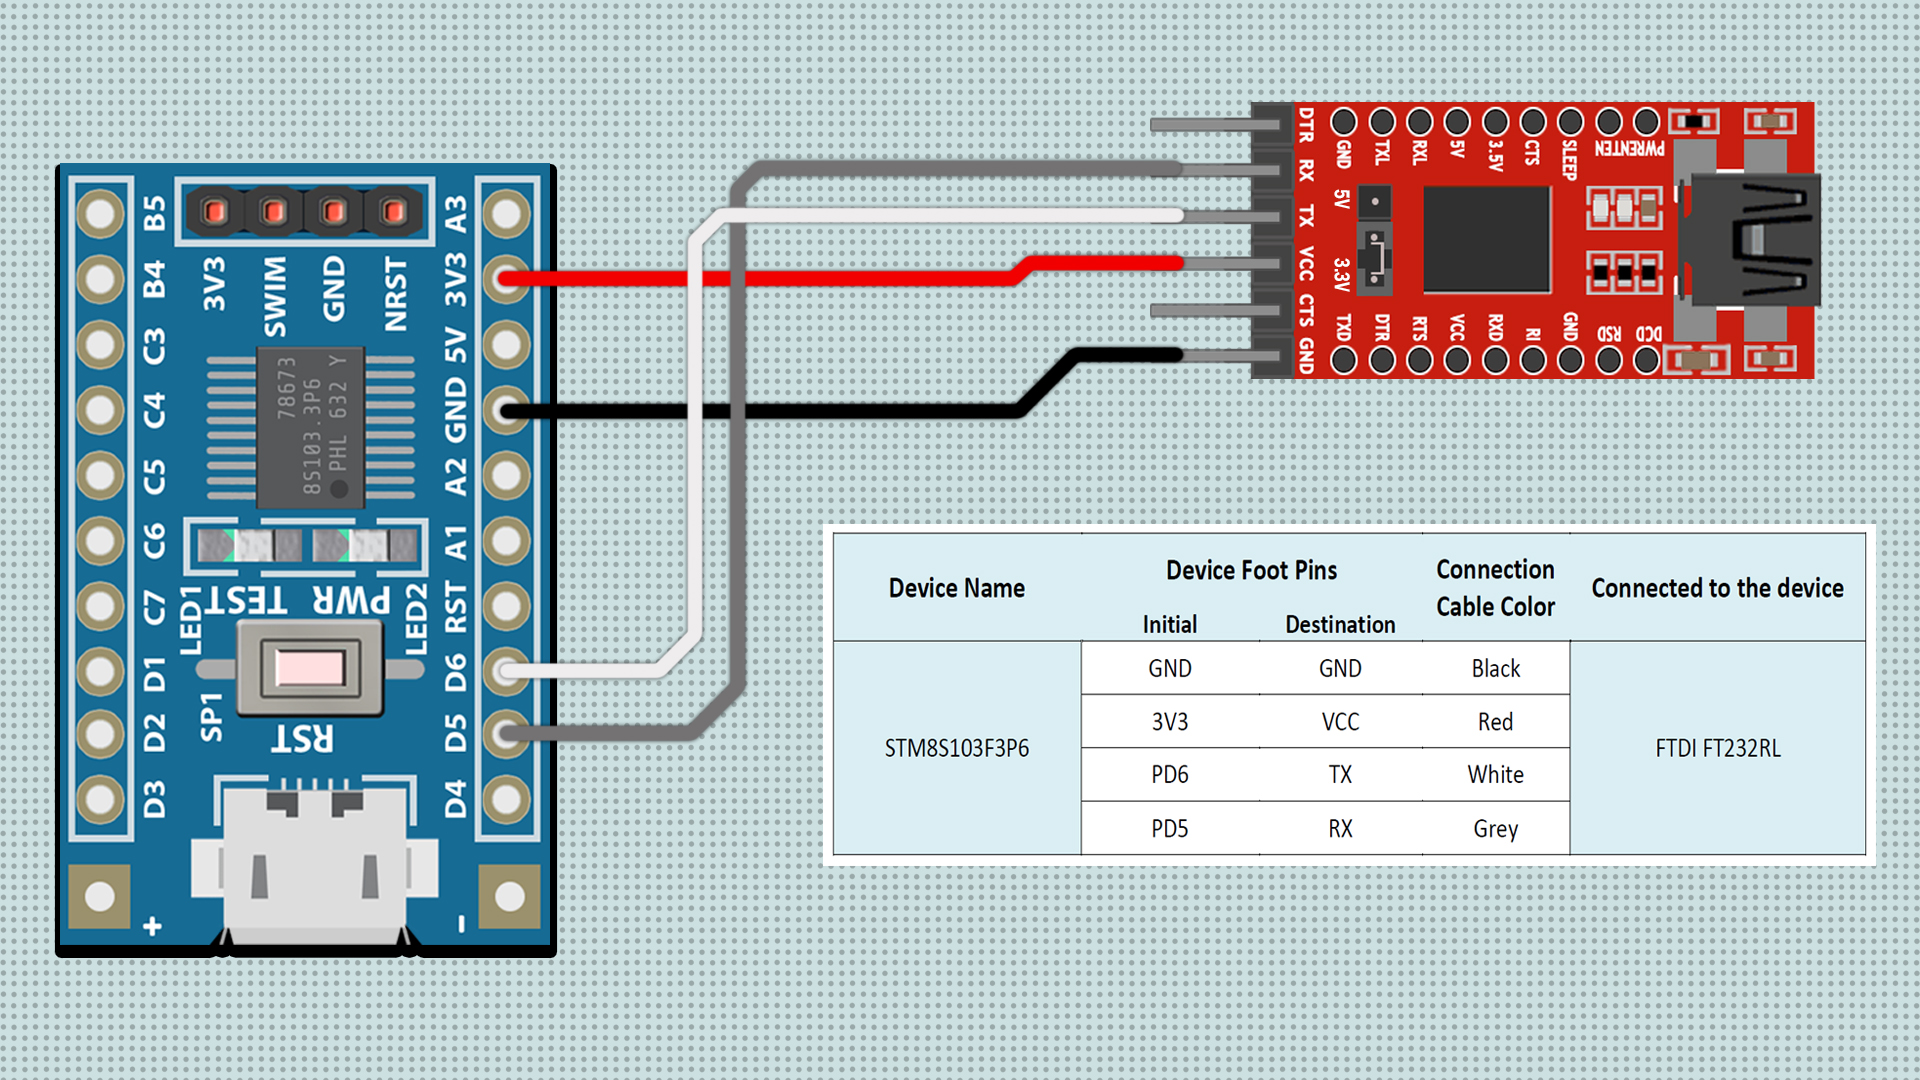 B5
B4
C3
C4
C5
C6
C7
D1
D2
D3
+
3V3
SWIM
GND
NRST
78673
8S103.3P6
PHL 632 Y
LED1
TEST
PWR
LED2
SP1
RST
A3
3V3
5V
GND
A2
A1
RST
D6
D5
D4
-
DTR
RX
TX
VCC
CTS
GND
GND
TXL
RXL
5V
3.5V
CTS
SLEEP
TEN
PWREN
5V
3.3V
TXD
DTR
RTS
VCC
RXD
RI
GND
RSD
DCD
Device Name
Device Foot Pins
Connection
Cable Color
Connected to the device
Initial
Destination
GND GND Black
3V3 VCC Red
STM8S103F3P6
FTDI FT232RL
PD6 TX White
PD5 RX Grey